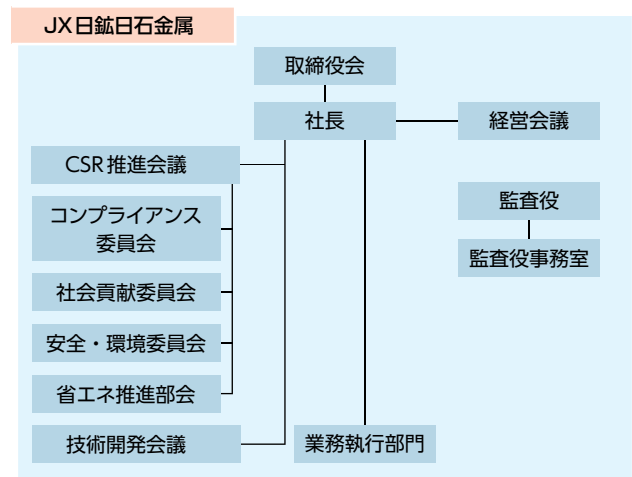 JX日鉱日石金属
取締役会
社長
経営会議
CSR推進会議
コンプライアンス
委員会
社会貢献委員会
安全・環境委員会
省エネ推進部会
技術開発会議
業務執行部門
監査役
監査役事務室